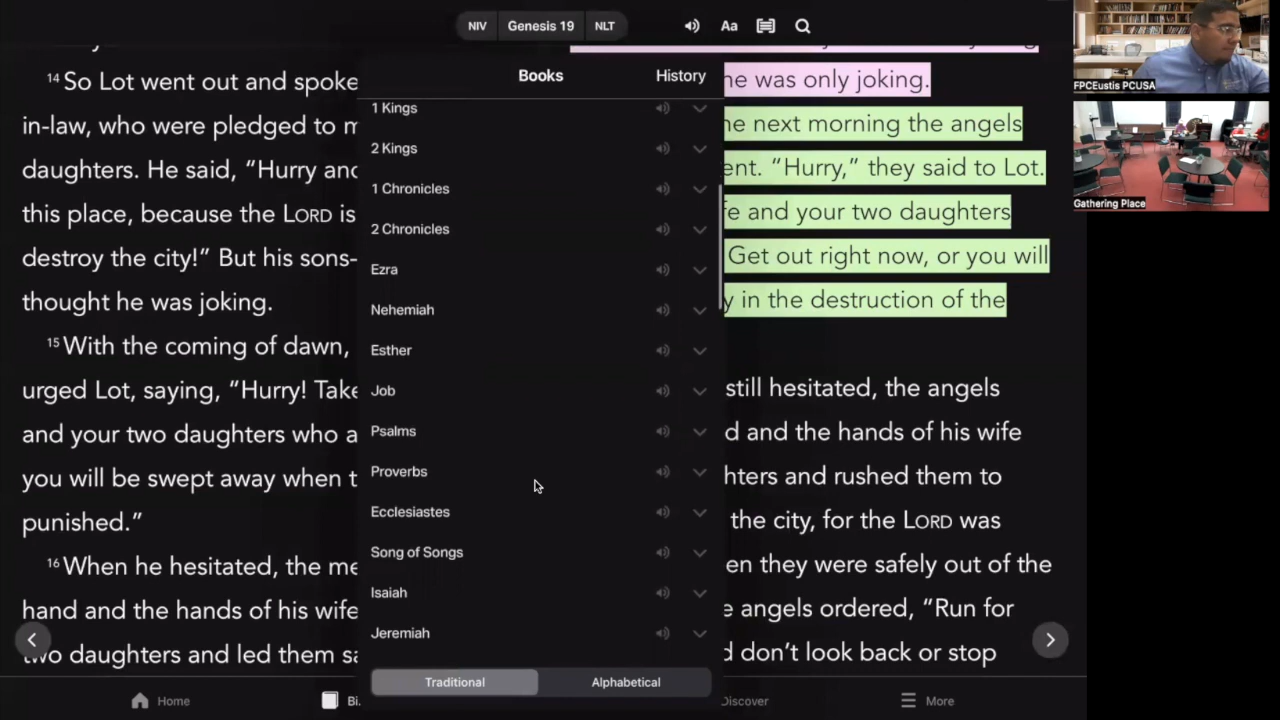 NIV Genesis 19 NLT Aa
14 So Lot went out and spoke
in-law, who were pledged to m
daughters. He said, “Hurry and
this place, because the LORD is
destroy the city!” But his sons-
thought he was joking.
15 With the coming of dawn,
urged Lot, saying, “Hurry! Take
and your two daughters who a
you will be swept away when t
punished.”
16 When he hesitated, the me
hand and the hands of his wife
two daughters and led them sa
Books History
1 Kings
2 Kings
1 Chronicles
2 Chronicles
Ezra
Nehemiah
Esther
Job
Psalms
Proverbs
Ecclesiastes
Song of Songs
Isaiah
Jeremiah
Traditional Alphabetical
he was only joking.
he next morning the angels
ent. “Hurry,” they said to Lot.
fe and your two daughters
Get out right now, or you will
y in the destruction of the
still hesitated, the angels
d and the hands of his wife
ghters and rushed them to
the city, for the LORD was
en they were safely out of the
e angels ordered, “Run for
d don’t look back or stop
Home Bi. Discover More
FPCEustis PCUSA
Gathering Place